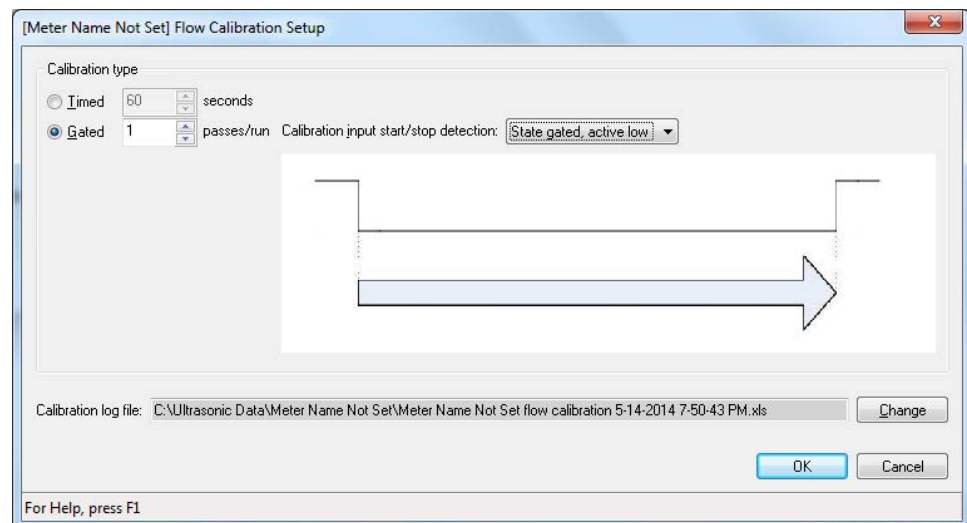 [Meter Name Not Set] Flow Calibration Setup
Calibration type
Timed 60 seconds
Gated 1 passes/run Calibration input start/stop detection: State gated, active low
Calibration log file: C:\Ultrasonic Data\Meter Name Not Set\Meter Name Not Set flow calibration 5-14-2014 7-50-43 PM.xls Change
OK Cancel
For Help, press F1